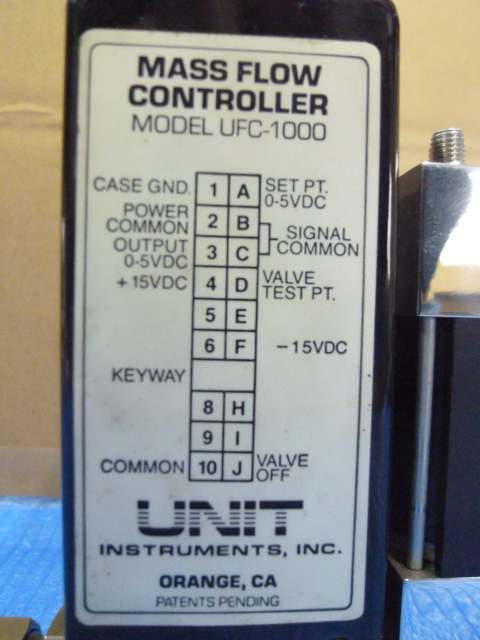 MASS FLOW
CONTROLLER
MODEL UFC-1000
CASE GND. 1 A SET PT.
0-5VDC
POWER
COMMON 2 B SIGNAL
COMMON
OUTPUT
0-5VDC 3 C
+15VDC 4 D VALVE
TEST PT.
5 E
6 F -15VDC
KEYWAY
8 H
9 I
COMMON 10 J VALVE
OFF
UNIT
INSTRUMENTS, INC.
ORANGE, CA
PATENTS PENDING